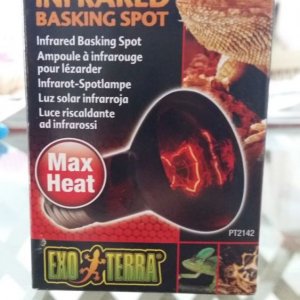 INFRARED
BASKING SPOT
Infrared Basking Spot
Ampoule à infrarouge
pour lézarder
Infrarot-Spotlampe
Luz solar infrarroja
Luce riscaldante
ad infrarossi
Max
Heat
PT2142
EXO TERRA